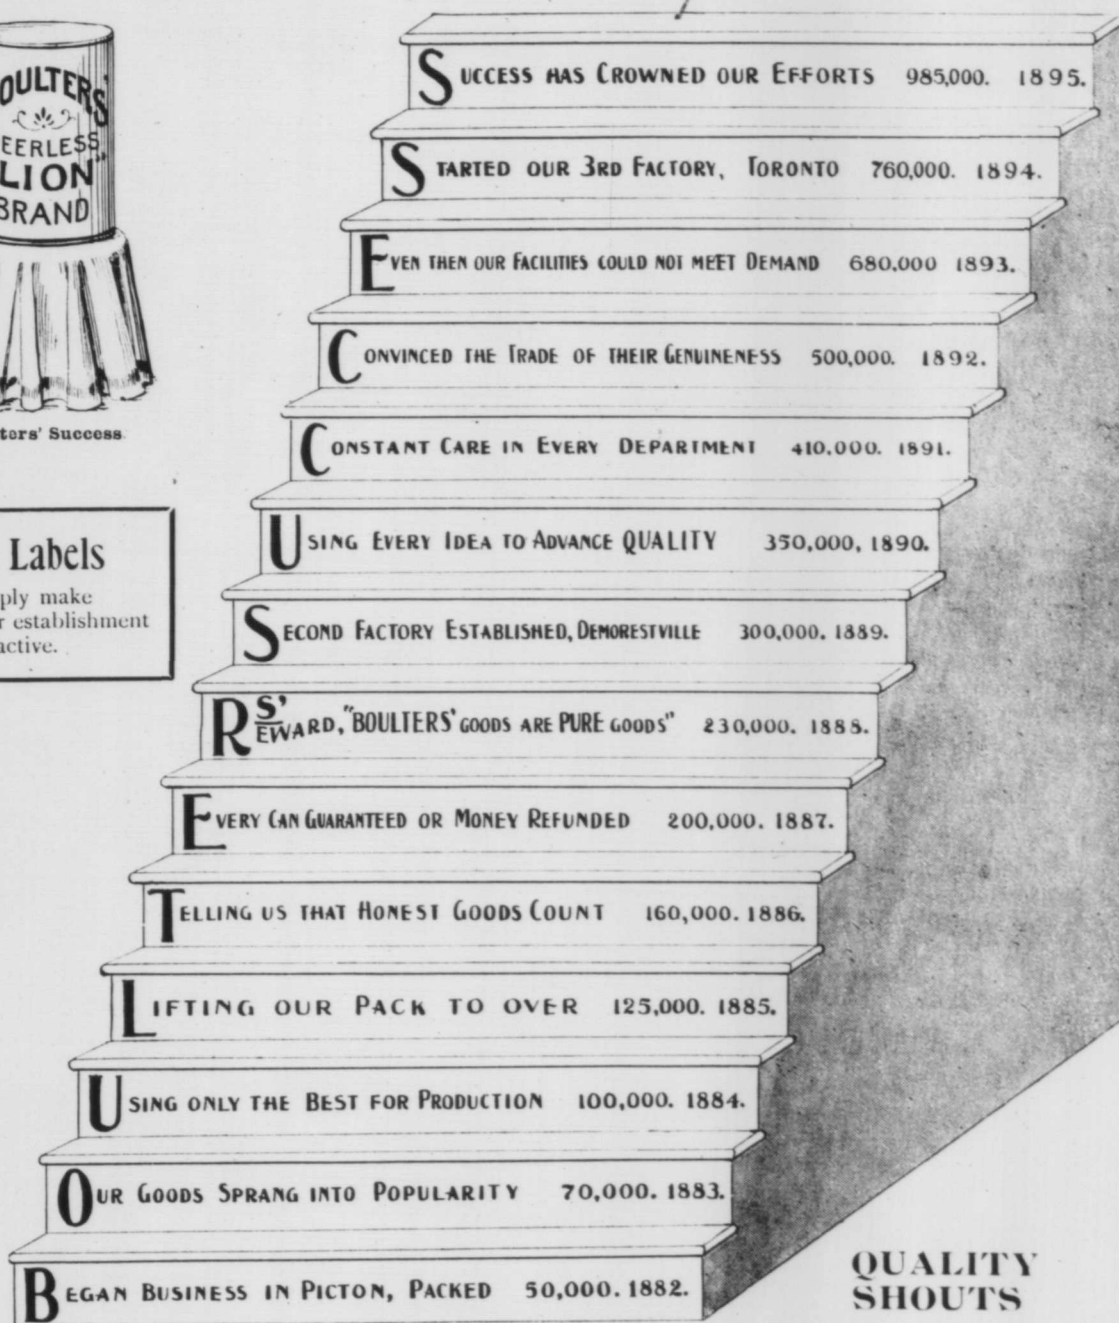 BOULTERS'
PEERLESS
"LION"
BRAND
Success
Labels
make
establishment
SUCCESS HAS CROWNED OUR EFFORTS 985,000. 1895.
STARTED OUR 3RD FACTORY, TORONTO 760,000. 1894.
EVEN THEN OUR FACILITIES COULD NOT MEET DEMAND 680,000 1893.
CONVINCED THE TRADE OF THEIR GENUINENESS 500,000. 1892.
CONSTANT CARE IN EVERY DEPARTMENT 410,000. 1891.
USING EVERY IDEA TO ADVANCE QUALITY 350,000, 1890.
SECOND FACTORY ESTABLISHED, DEMORESTVILLE 300,000. 1889.
RS' EWARD, "BOULTERS' GOODS ARE PURE GOODS" 230,000. 1888.
EVERY CAN GUARANTEED OR MONEY REFUNDED 200,000. 1887.
TELLING US THAT HONEST GOODS COUNT 160,000. 1886.
LIFTING OUR PACK TO OVER 125,000. 1885.
USING ONLY THE BEST FOR PRODUCTION 100,000. 1884.
OUR GOODS SPRANG INTO POPULARITY 70,000. 1883.
BEGAN BUSINESS IN PICTON, PACKED 50,000. 1882.
QUALITY
SHOUTS